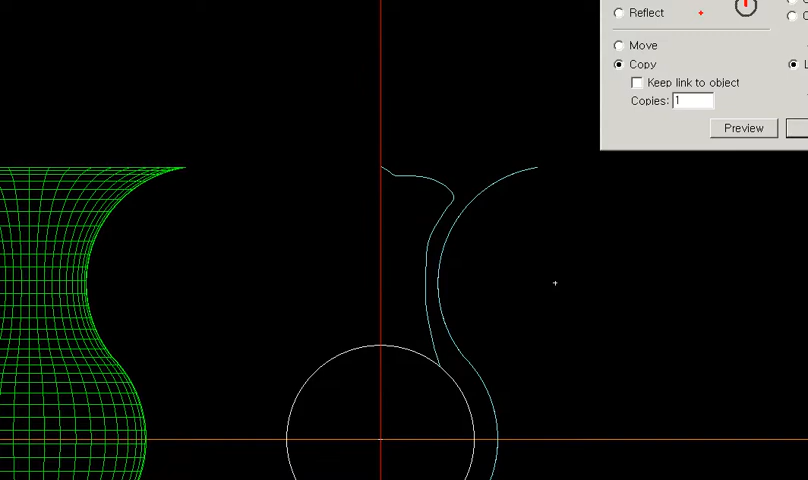 Reflect
Move
Copy
Keep link to object
Copies: 1
Preview